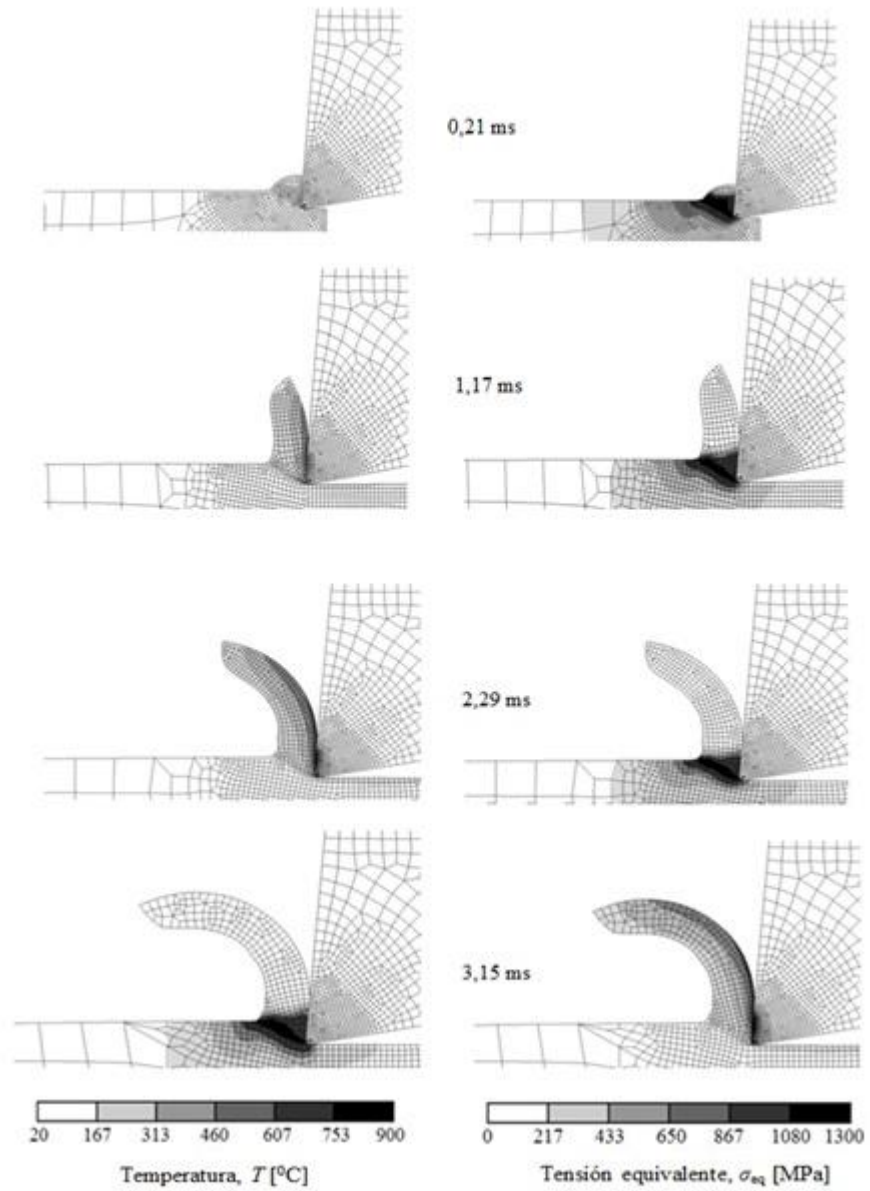 0,21 ms
1,17 ms
2,29 ms
3,15 ms
20 167 313 460 607 753 900
Temperatura, T [⁰C]
0 217 433 650 867 1080 1300
Tensión equivalente, σeq [MPa]